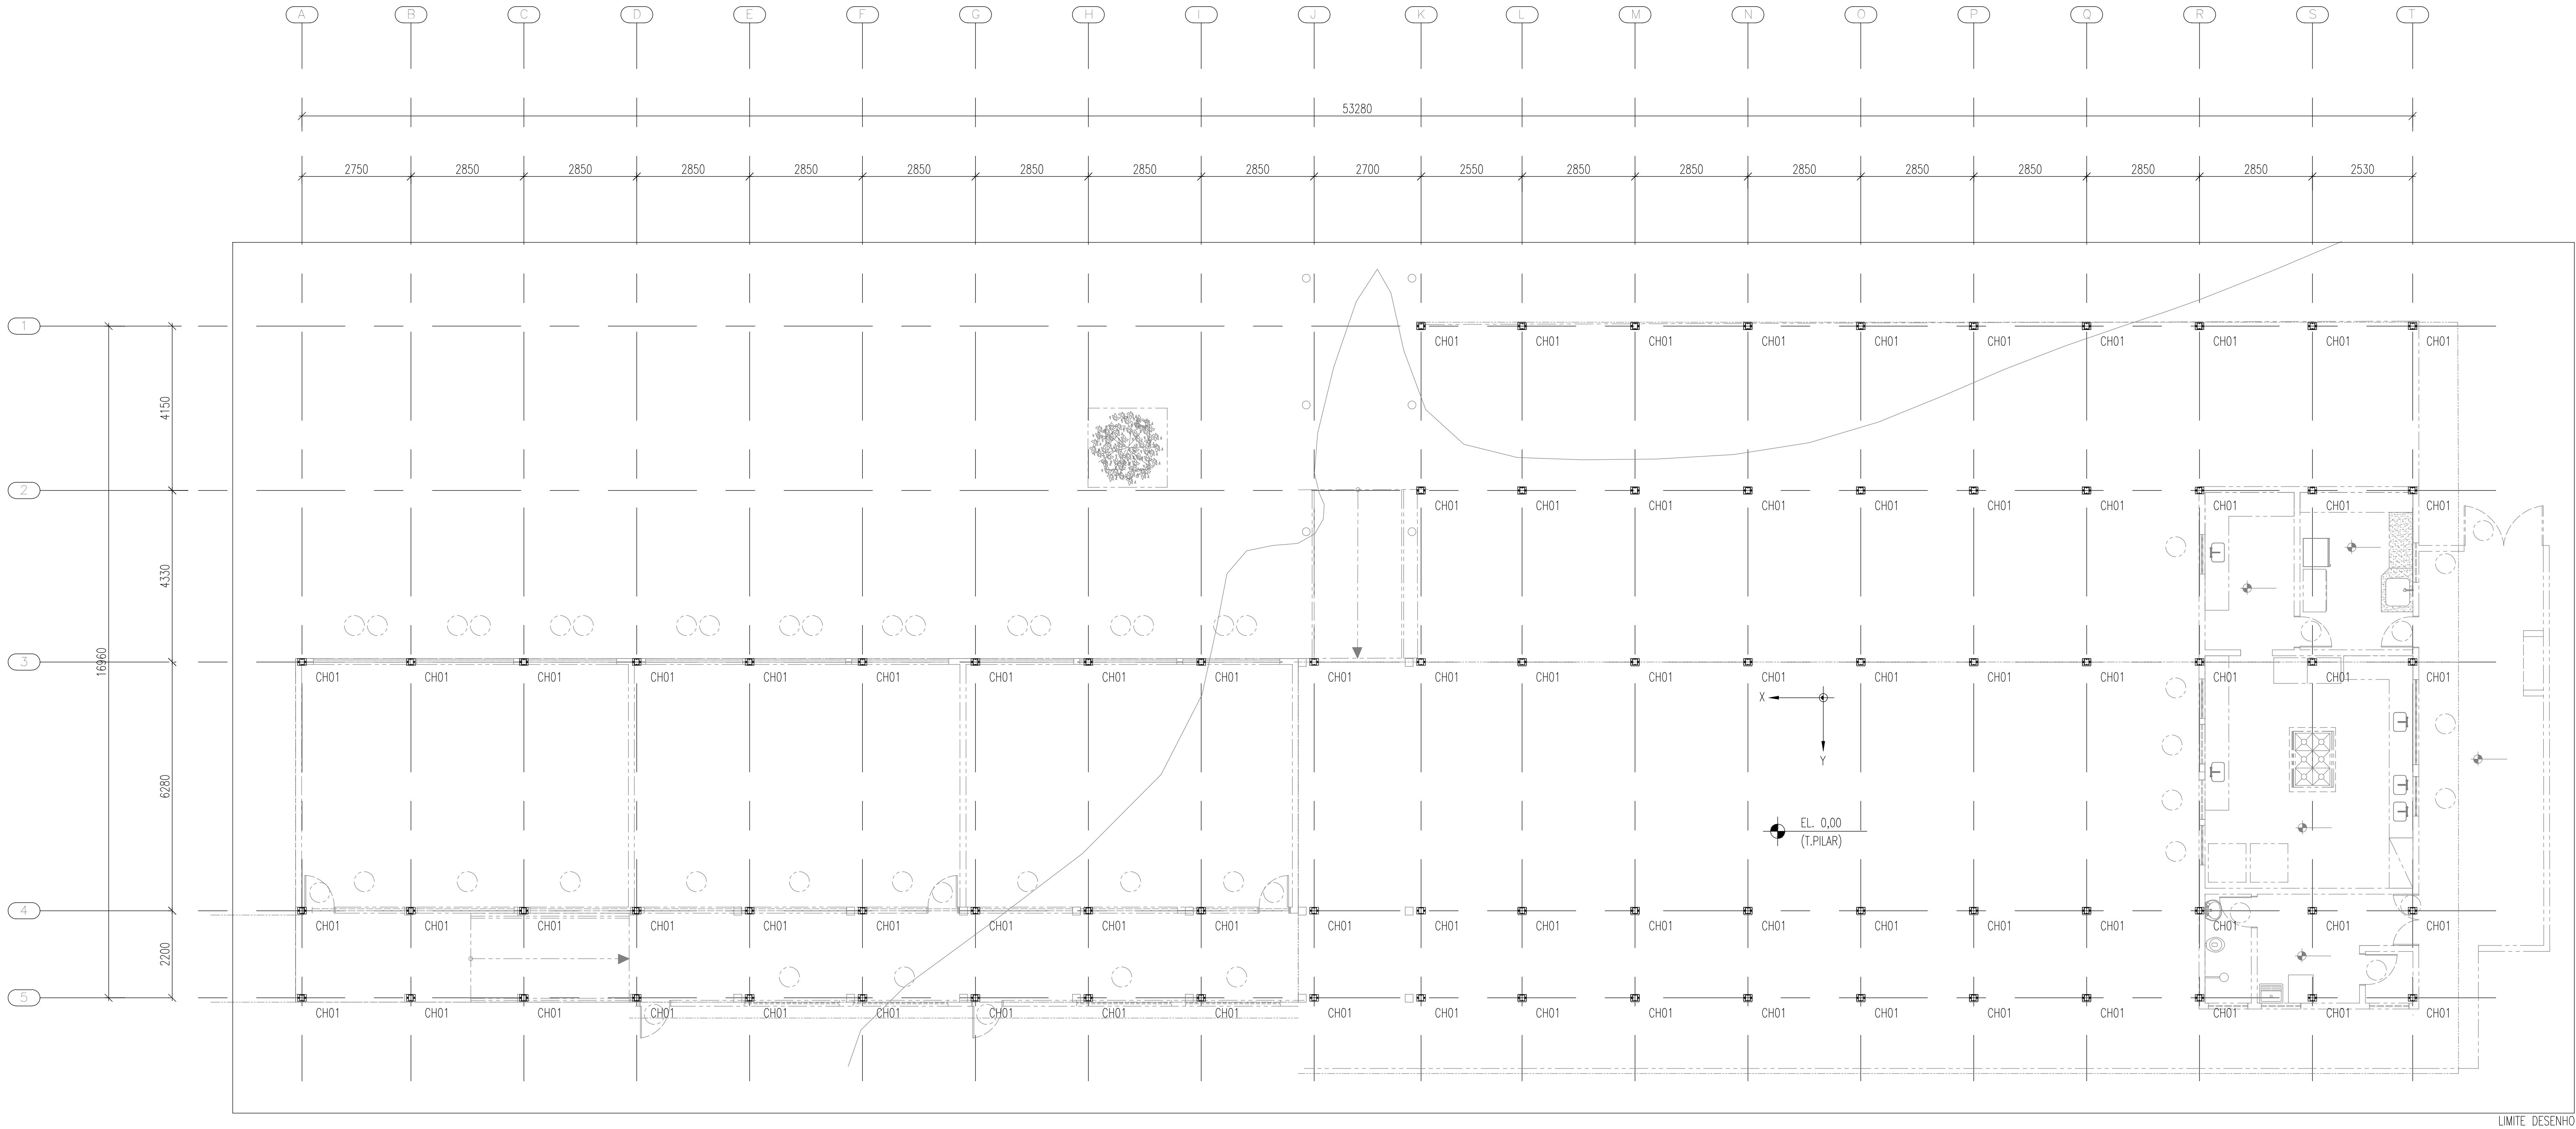 A B C D E F G H I J K L M N O P Q R S T
53280
2750 2850 2850 2850 2850 2850 2850 2850 2850 2700 2550 2850 2850 2850 2850 2850 2850 2850 2530
1
CH01 CH01 CH01 CH01 CH01 CH01 CH01 CH01 CH01 CH01
4150
2
CH01 CH01 CH01 CH01 CH01 CH01 CH01 CH01 CH01 CH01
4330
3
16960
CH01 CH01 CH01 CH01 CH01 CH01 CH01 CH01 CH01 CH01 CH01 CH01 CH01 CH01 CH01 CH01 CH01 CH01 CH01 CH01
X
Y
6280
EL. 0,00
(T.PILAR)
4
CH01 CH01 CH01 CH01 CH01 CH01 CH01 CH01 CH01 CH01 CH01 CH01 CH01 CH01 CH01 CH01 CH01 CH01 CH01 CH01
2200
5
CH01 CH01 CH01 CH01 CH01 CH01 CH01 CH01 CH01 CH01 CH01 CH01 CH01 CH01 CH01 CH01 CH01 CH01 CH01 CH01
LIMITE DESENHO